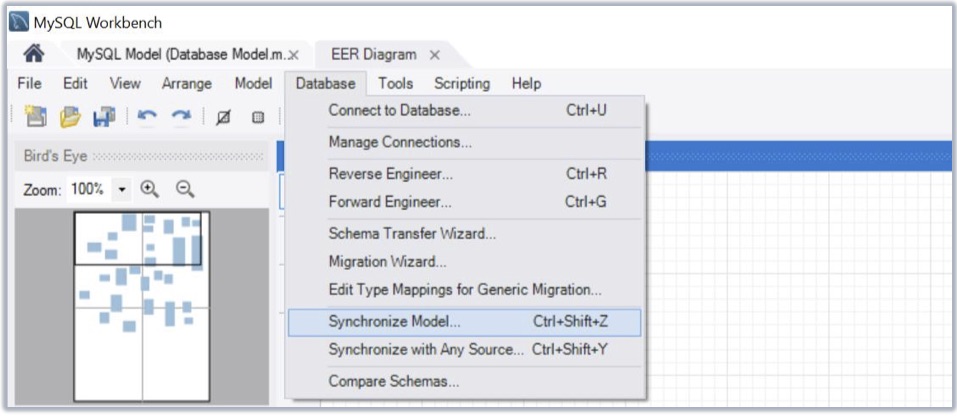 MySQL Workbench
MySQL Model (Database Model.m... × EER Diagram ×
File Edit View Arrange Model Database Tools Scripting Help
Connect to Database... Ctrl+U
Manage Connections...
Bird's Eye
Reverse Engineer... Ctrl+R
Zoom: 100%
Forward Engineer... Ctrl+G
Schema Transfer Wizard...
Migration Wizard...
Edit Type Mappings for Generic Migration...
Synchronize Model... Ctrl+Shift+Z
Synchronize with Any Source... Ctrl+Shift+Y
Compare Schemas...